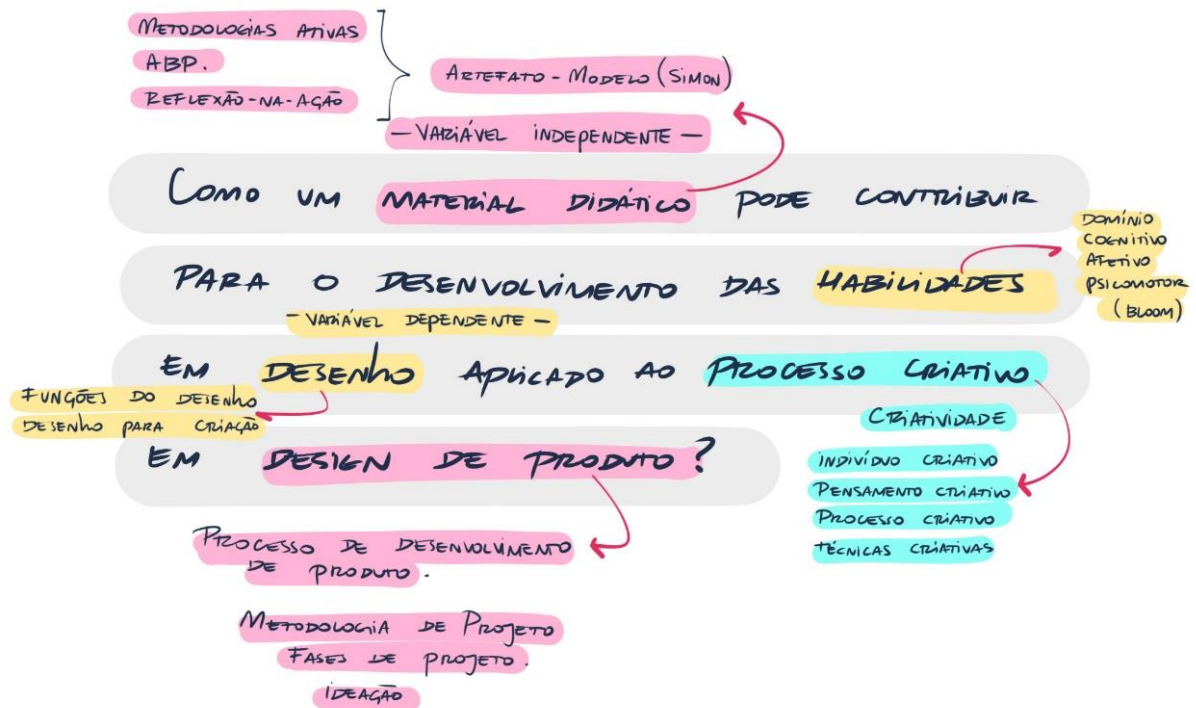 METODOLOGIAS ATIVAS
ABP.
REFLEXÃO-NA-AÇÃO
ARTEFATO - MODELO (SIMON)
— VARIÁVEL INDEPENDENTE —
COMO UM MATERIAL DIDÁTICO PODE CONTRIBUIR
PARA O DESENVOLVIMENTO DAS HABILIDADES
DOMÍNIO
COGNITIVO
AFETIVO
PSICOMOTOR
(BLOOM)
- VARIÁVEL DEPENDENTE -
EM DESENHO APLICADO AO PROCESSO CRIATIVO
FUNÇÕES DO DESENHO
DESENHO PARA CRIAÇÃO
EM DESIGN DE PRODUTO?
CRIATIVIDADE
INDIVÍDUO CRIATIVO
PENSAMENTO CRIATIVO
PROCESSO CRIATIVO
TÉCNICAS CRIATIVAS
PROCESSO DE DESENVOLVIMENTO
DE PRODUTO.
METODOLOGIA DE PROJETO
FASES DE PROJETO.
IDEAÇÃO